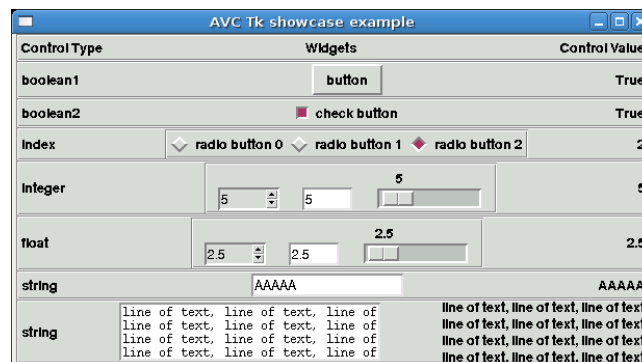 AVC Tk showcase example
Control Type Widgets Control Value
boolean1 button True
boolean2 check button True
index radio button 0 radio button 1 radio button 2 2
5
integer 5 5 5
2.5
float 2.5 2.5 2.5
string AAAAA AAAAA
line of text, line of text, line of line of text, line of text, line of text
line of text, line of text, line of line of text, line of text, line of text
string line of text, line of text, line of line of text, line of text, line of text
line of text, line of text, line of line of text, line of text, line of text